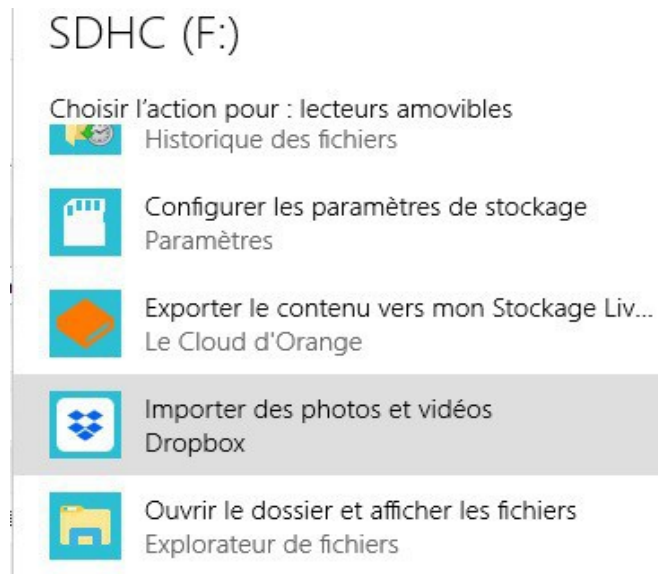 SDHC (F:)
Choisir l’action pour : lecteurs amovibles
Historique des fichiers
Configurer les paramètres de stockage
Paramètres
Exporter le contenu vers mon Stockage Liv...
Le Cloud d'Orange
Importer des photos et vidéos
Dropbox
Ouvrir le dossier et afficher les fichiers
Explorateur de fichiers